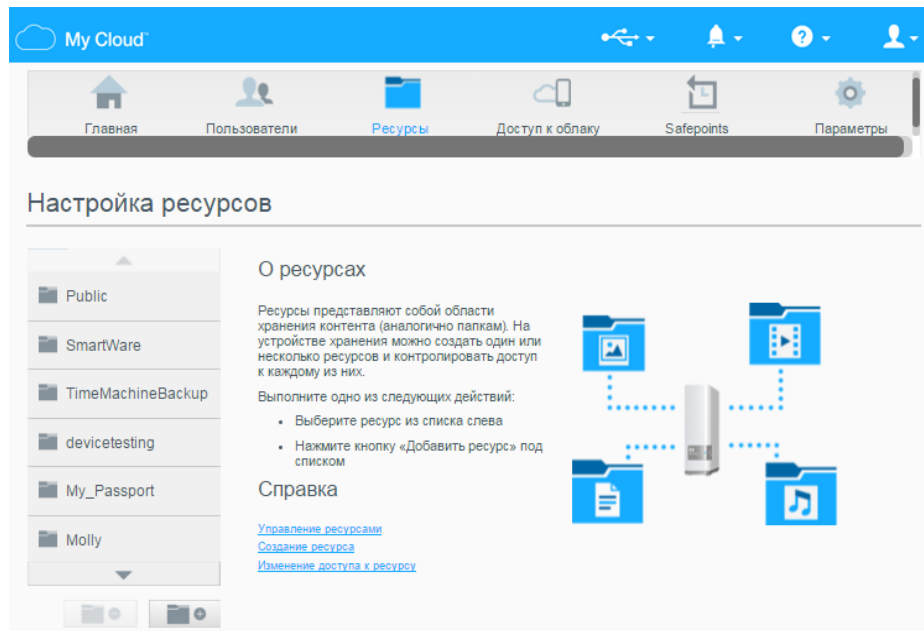 My Cloud™
Главная
Пользователи
Ресурсы
Доступ к облаку
Safepoints
Параметры
Настройка ресурсов
Public
SmartWare
TimeMachineBackup
devicetesting
My_Passport
Molly
О ресурсах
Ресурсы представляют собой области
хранения контента (аналогично папкам). На
устройстве хранения можно создать один или
несколько ресурсов и контролировать доступ
к каждому из них.
Выполните одно из следующих действий:
• Выберите ресурс из списка слева
• Нажмите кнопку «Добавить ресурс» под
списком
Справка
Управление ресурсами
Создание ресурса
Изменение доступа к ресурсу